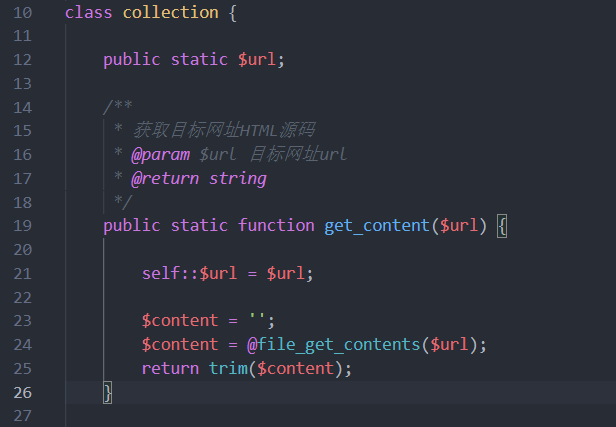 10 class collection {
11
12     public static $url;
13
14     /**
15      * 获取目标网址HTML源码
16      * @param $url 目标网址url
17      * @return string
18      */
19     public static function get_content($url) {
20
21         self::$url = $url;
22
23         $content = '';
24         $content = @file_get_contents($url);
25         return trim($content);
26     }
27